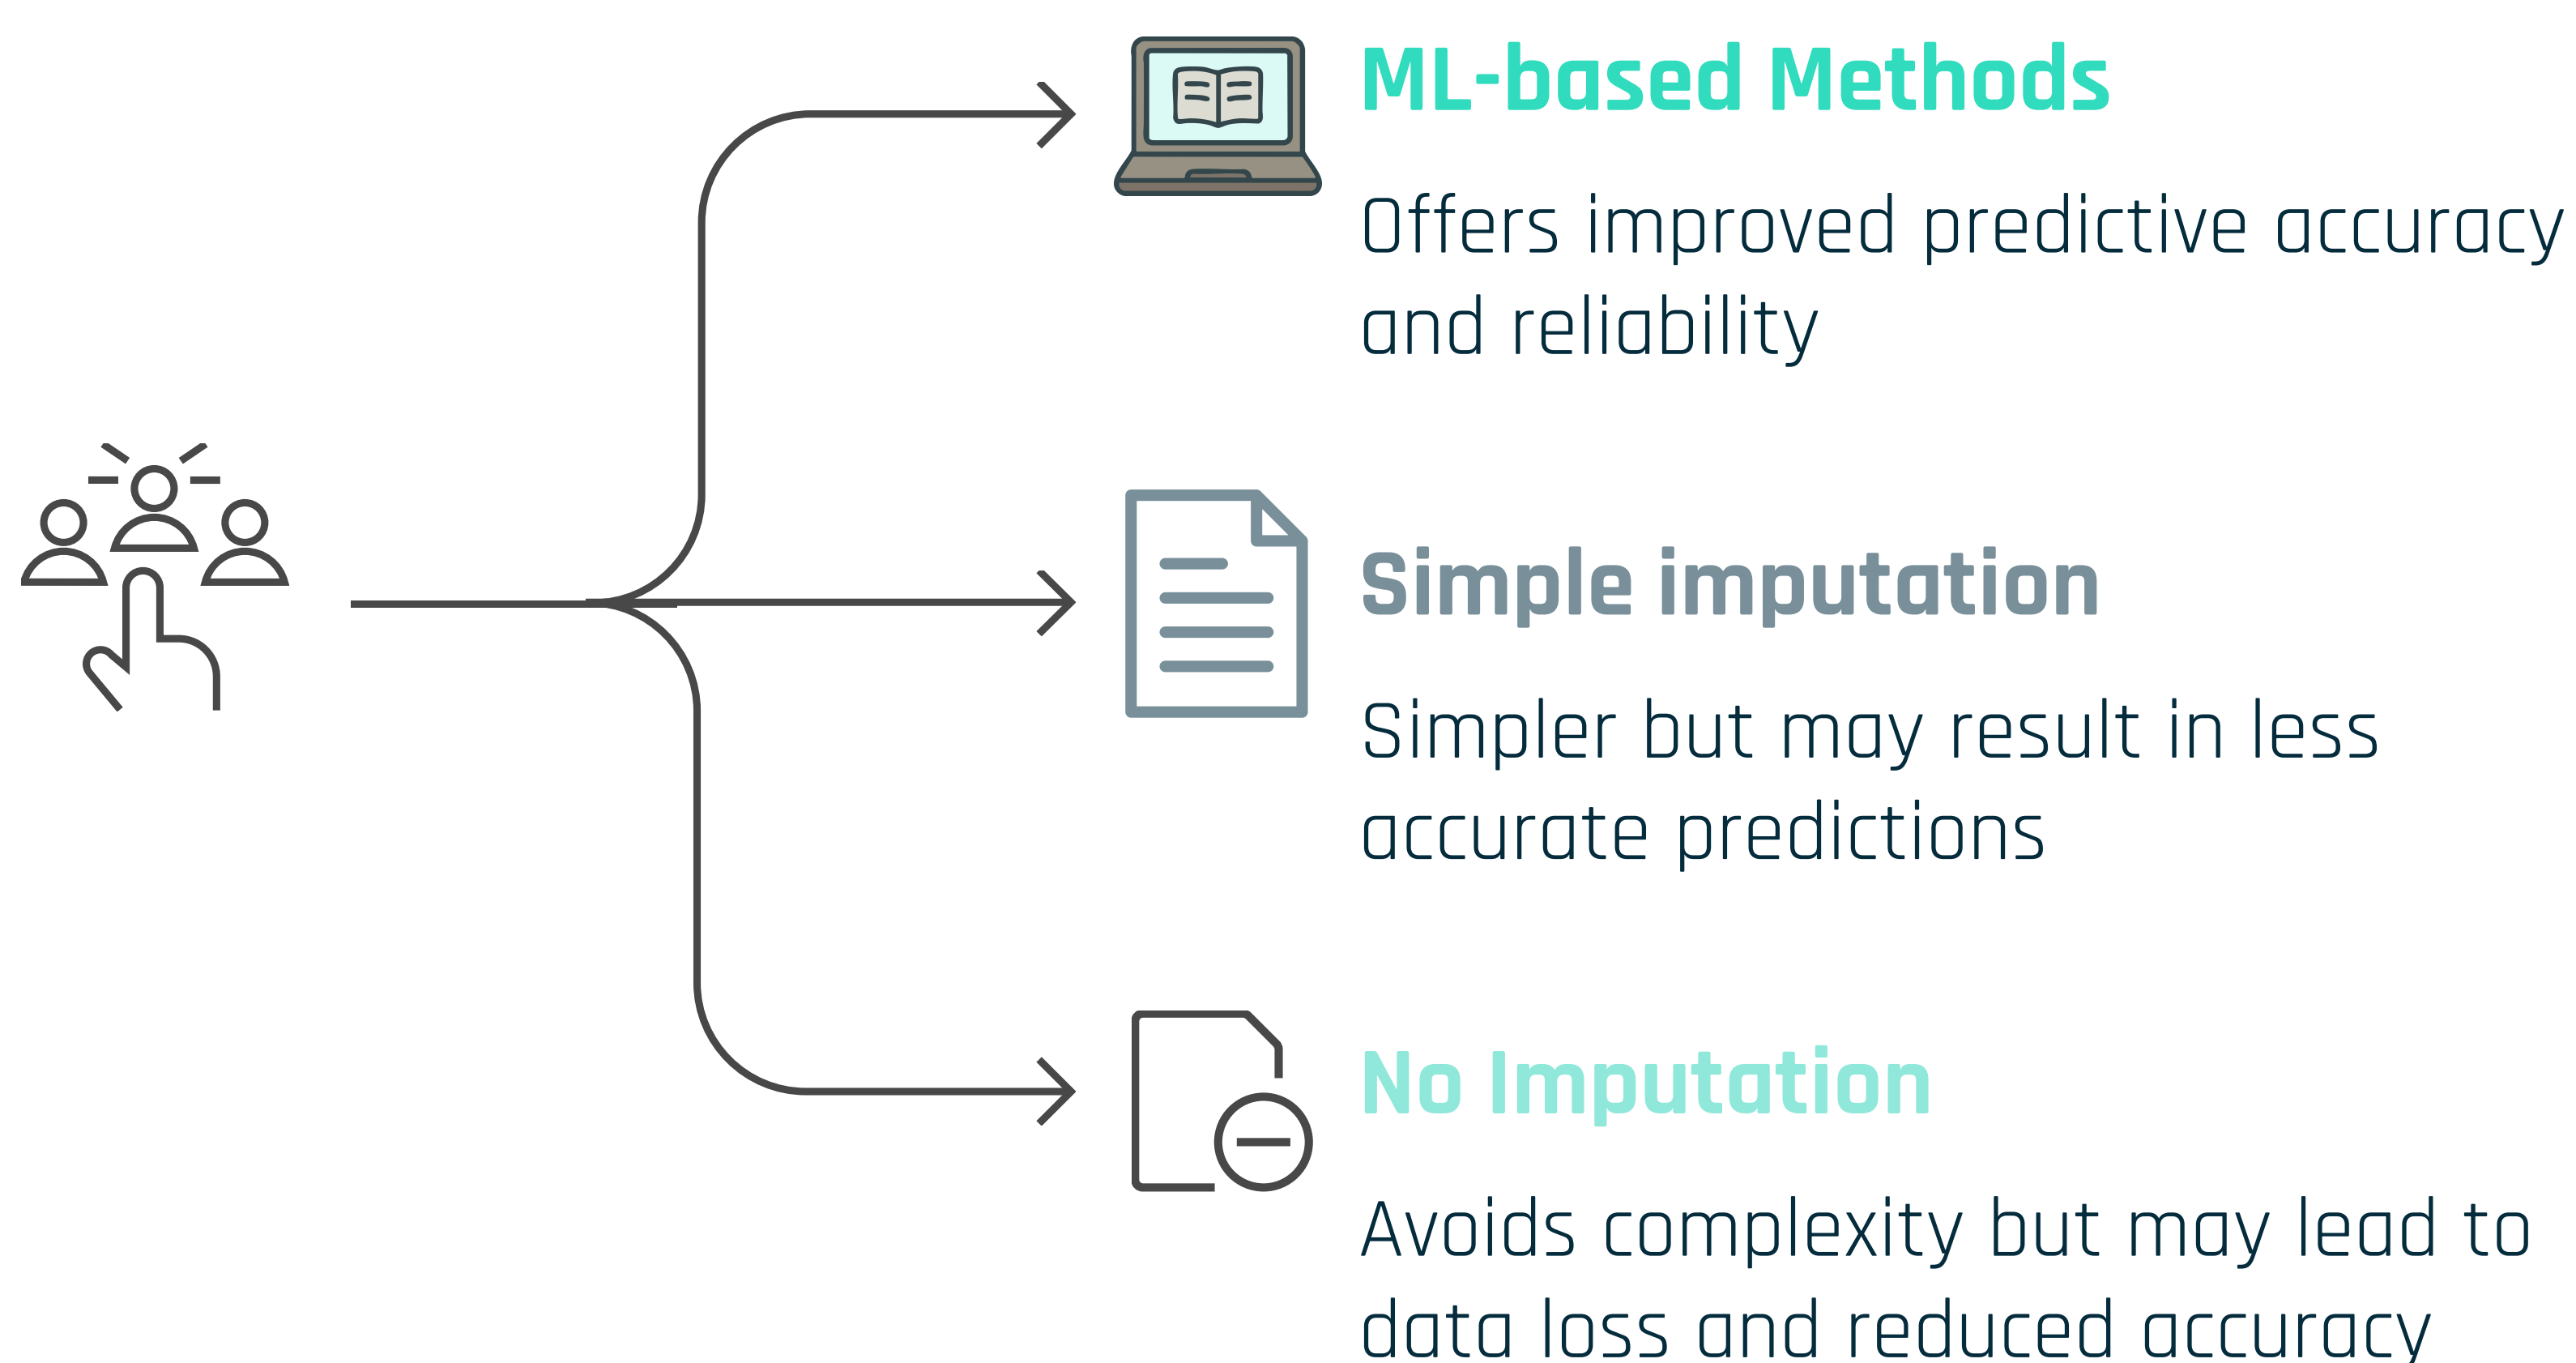 ML-based Methods
Offers improved predictive accuracy
and reliability
Simple imputation
Simpler but may result in less
accurate predictions
No Imputation
Avoids complexity but may lead to
data loss and reduced accuracy